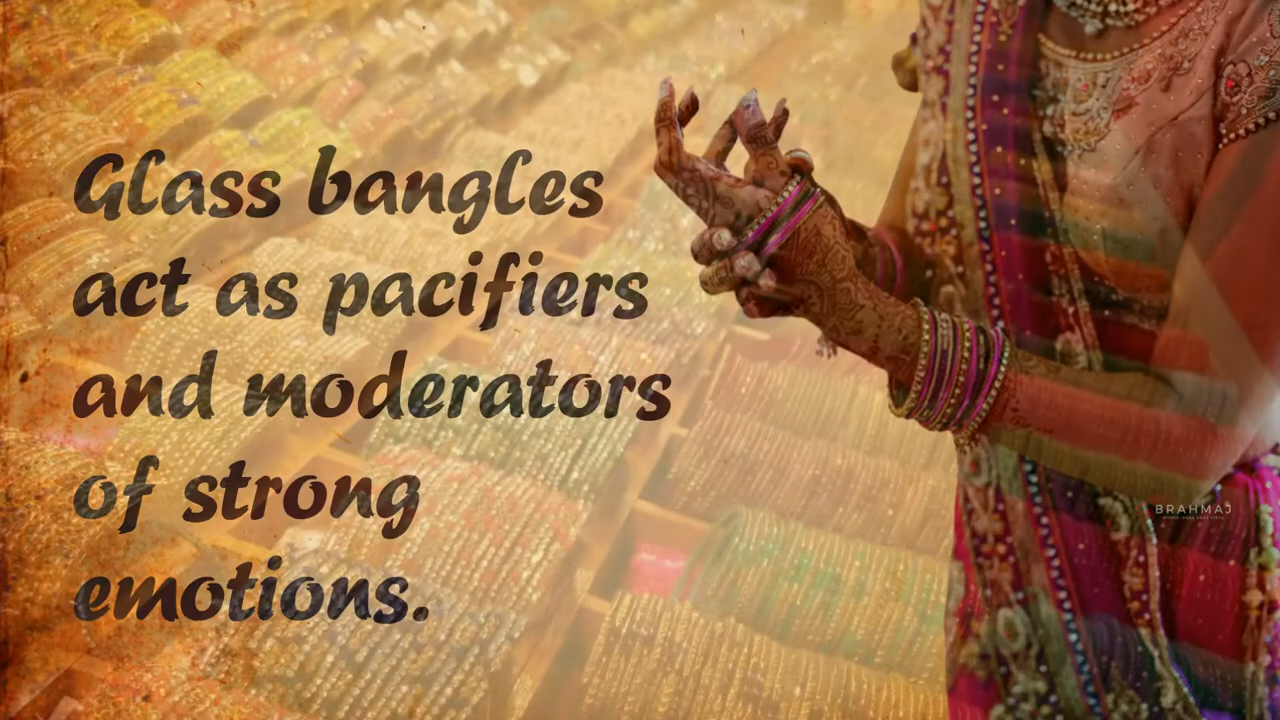 Glass bangles
act as pacifiers
and moderators
of strong
emotions.
BRAHMAJ